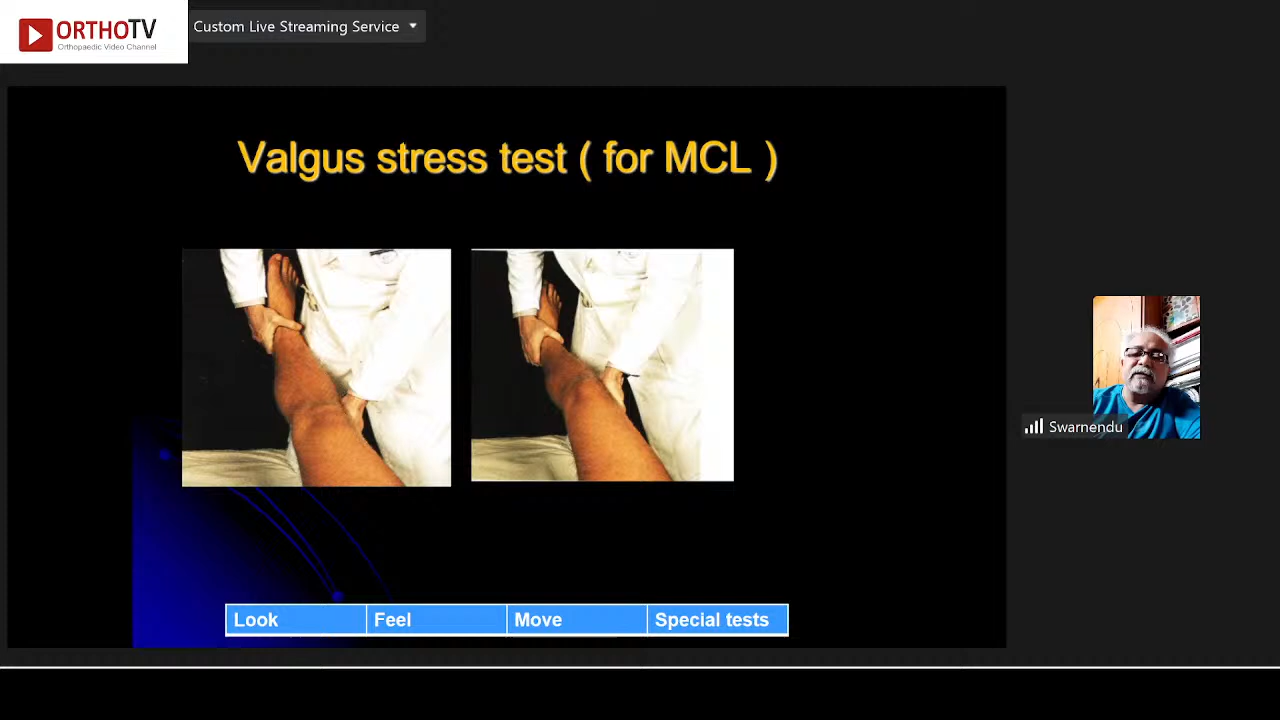 ORTHOTV
Orthopaedic Video Channel
Custom Live Streaming Service
Valgus stress test ( for MCL )
Swarnendu
Look Feel Move Special tests